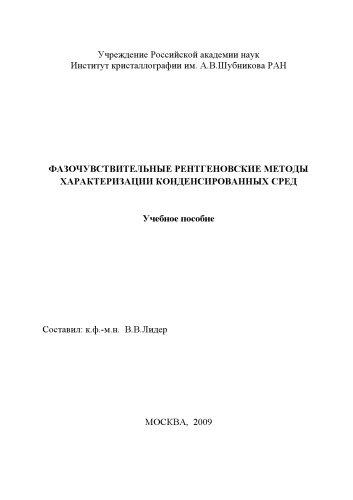 Учреждение Российской академии наук
Институт кристаллографии им. А.В.Шубникова РАН
ФАЗОЧУВСТВИТЕЛЬНЫЕ РЕНТГЕНОВСКИЕ МЕТОДЫ
ХАРАКТЕРИЗАЦИИ КОНДЕНСИРОВАННЫХ СРЕД
Учебное пособие
Составил: к.ф.-м.н. В.В.Лидер
МОСКВА, 2009